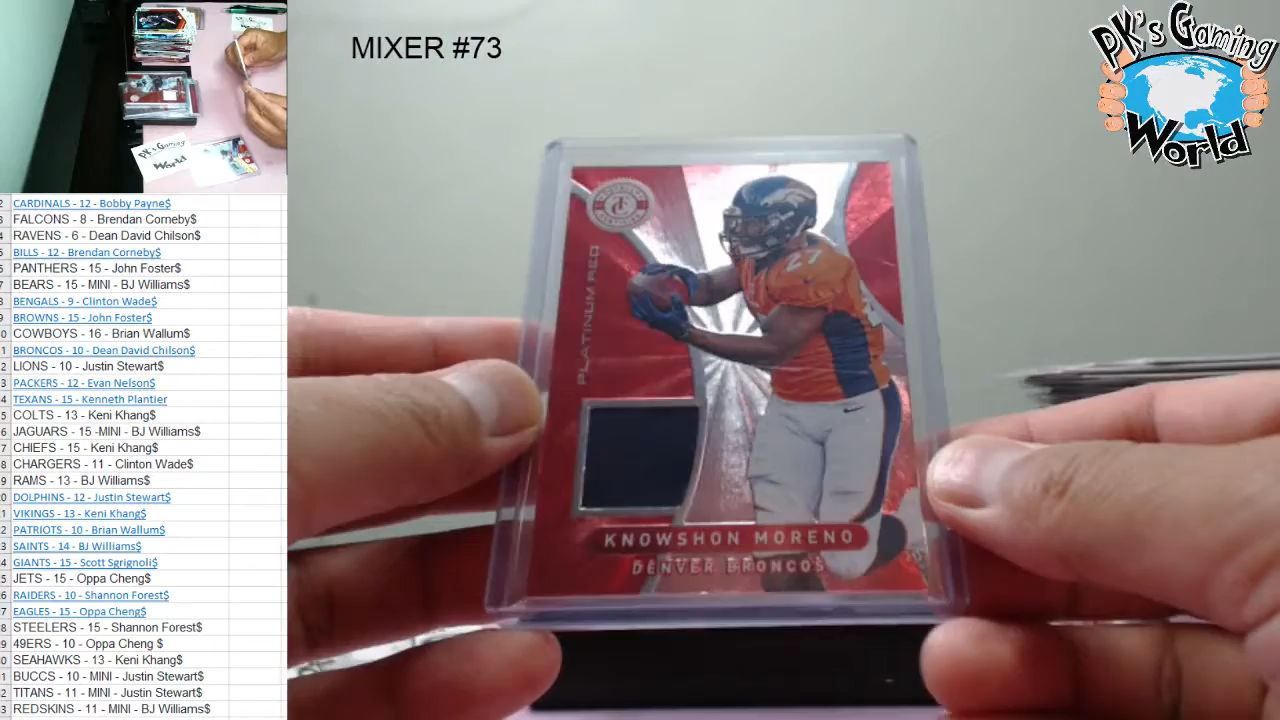 MIXER #73
PK's Gaming
World
PK's Gaming
World
CARDINALS - 12 - Bobby Payne$
FALCONS - 8 - Brendan Corneby$
RAVENS - 6 - Dean David Chilson$
BILLS - 12 - Brendan Corneby$
PANTHERS - 15 - John Foster$
BEARS - 15 - MINI - BJ Williams$
BENGALS - 9 - Clinton Wade$
BROWNS - 15 - John Foster$
COWBOYS - 16 - Brian Wallum$
BRONCOS - 10 - Dean David Chilson$
LIONS - 10 - Justin Stewart$
PACKERS - 12 - Evan Nelson$
TEXANS - 15 - Kenneth Plantier
COLTS - 13 - Keni Khang$
JAGUARS - 15 -MINI - BJ Williams$
CHIEFS - 15 - Keni Khang$
CHARGERS - 11 - Clinton Wade$
RAMS - 13 - BJ Williams$
DOLPHINS - 12 - Justin Stewart$
VIKINGS - 13 - Keni Khang$
PATRIOTS - 10 - Brian Wallum$
SAINTS - 14 - BJ Williams$
GIANTS - 15 - Scott Sgrignoli$
JETS - 15 - Oppa Cheng$
RAIDERS - 10 - Shannon Forest$
EAGLES - 15 - Oppa Cheng$
STEELERS - 15 - Shannon Forest$
49ERS - 10 - Oppa Cheng $
SEAHAWKS - 13 - Keni Khang$
BUCCS - 10 - MINI - Justin Stewart$
TITANS - 11 - MINI - Justin Stewart$
REDSKINS - 11 - MINI - BJ Williams$
PLATINUM RED
27
KNOWSHON MORENO
DENVER BRONCOS